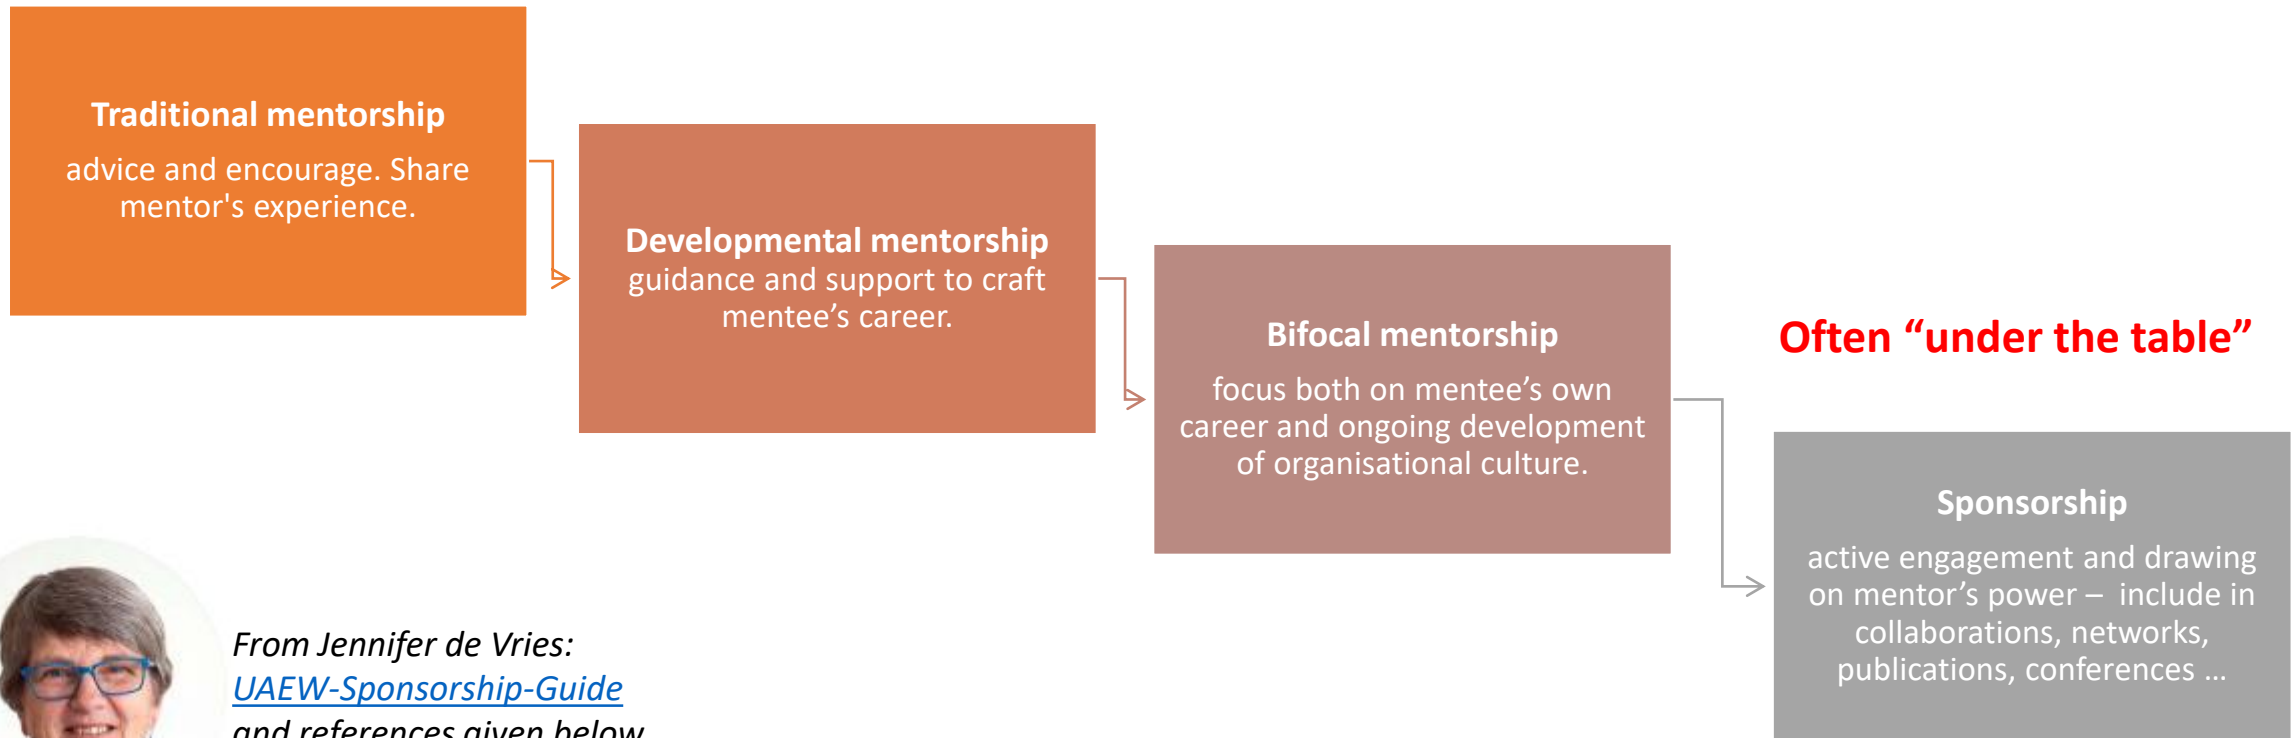 Traditional mentorship
advice and encourage. Share
mentor's experience.
Developmental mentorship
guidance and support to craft
mentee’s career.
Bifocal mentorship
focus both on mentee’s own
career and ongoing development
of organisational culture.
Often “under the table”
Sponsorship
active engagement and drawing
on mentor’s power – include in
collaborations, networks,
publications, conferences …
From Jennifer de Vries:
UAEW-Sponsorship-Guide
and references given below